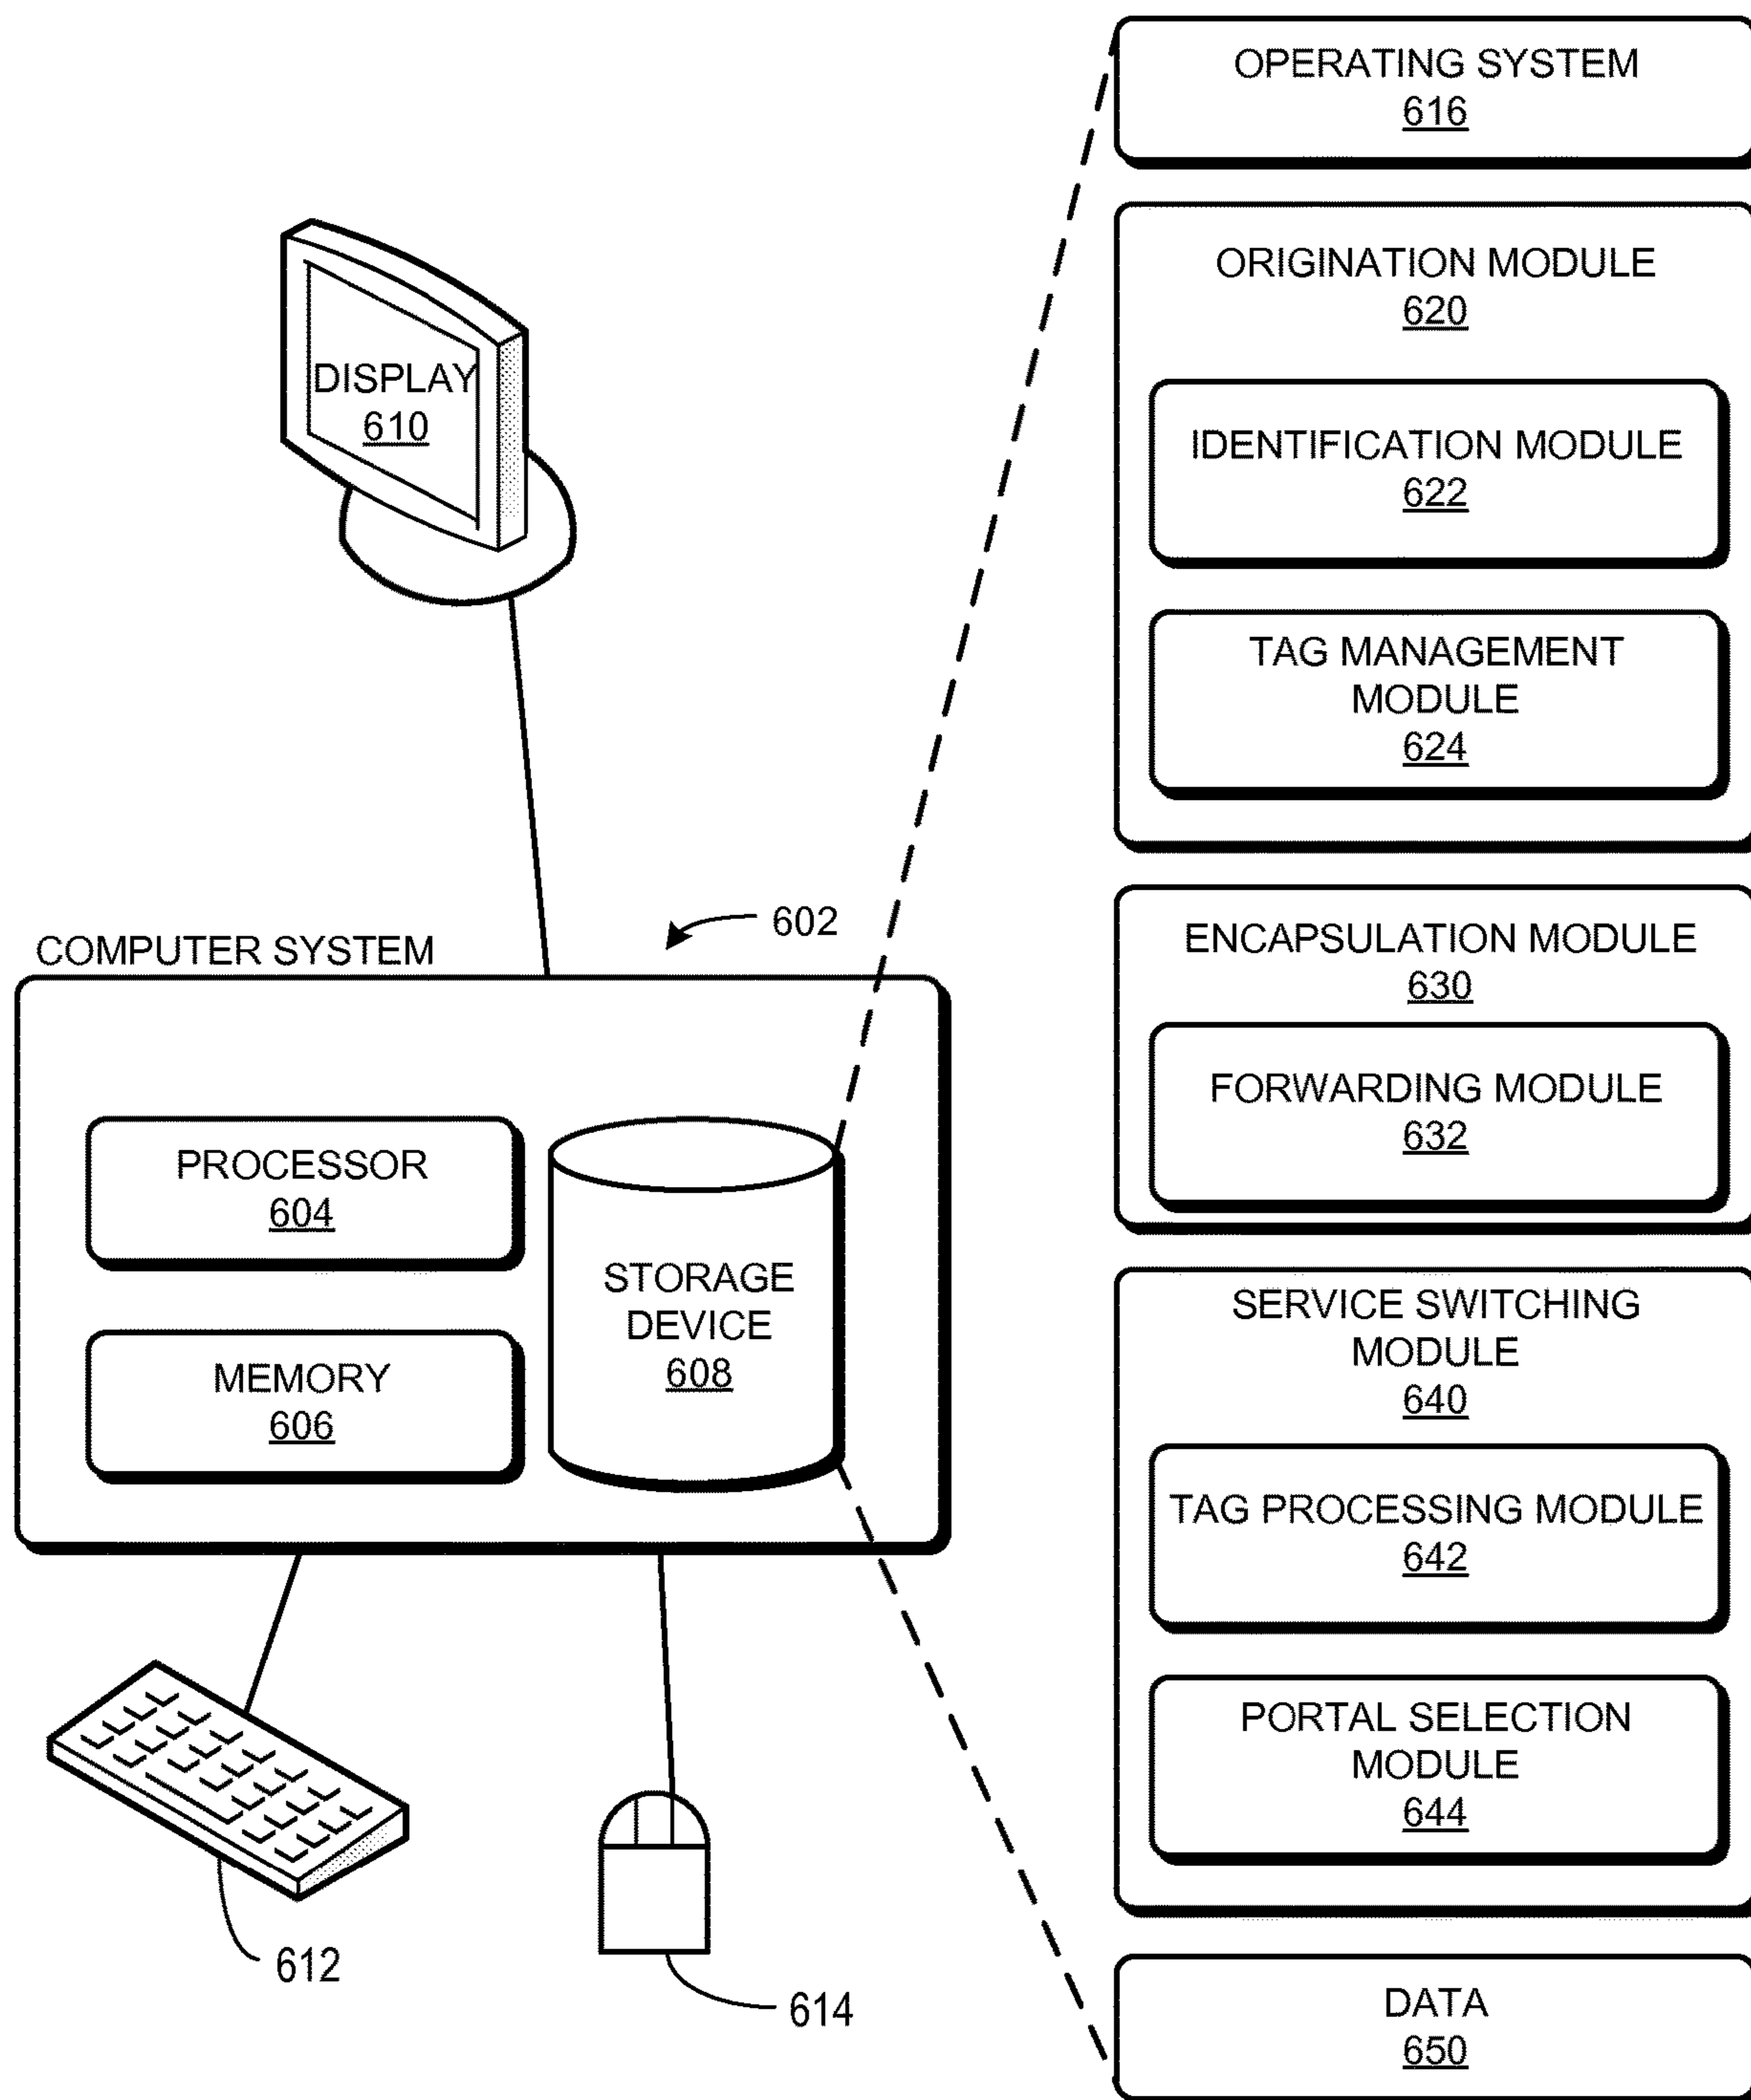 DISPLAY
610
602
COMPUTER SYSTEM
PROCESSOR
604
MEMORY
606
STORAGE
DEVICE
608
612
614
OPERATING SYSTEM
616
ORIGINATION MODULE
620
IDENTIFICATION MODULE
622
TAG MANAGEMENT
MODULE
624
ENCAPSULATION MODULE
630
FORWARDING MODULE
632
SERVICE SWITCHING
MODULE
640
TAG PROCESSING MODULE
642
PORTAL SELECTION
MODULE
644
DATA
650